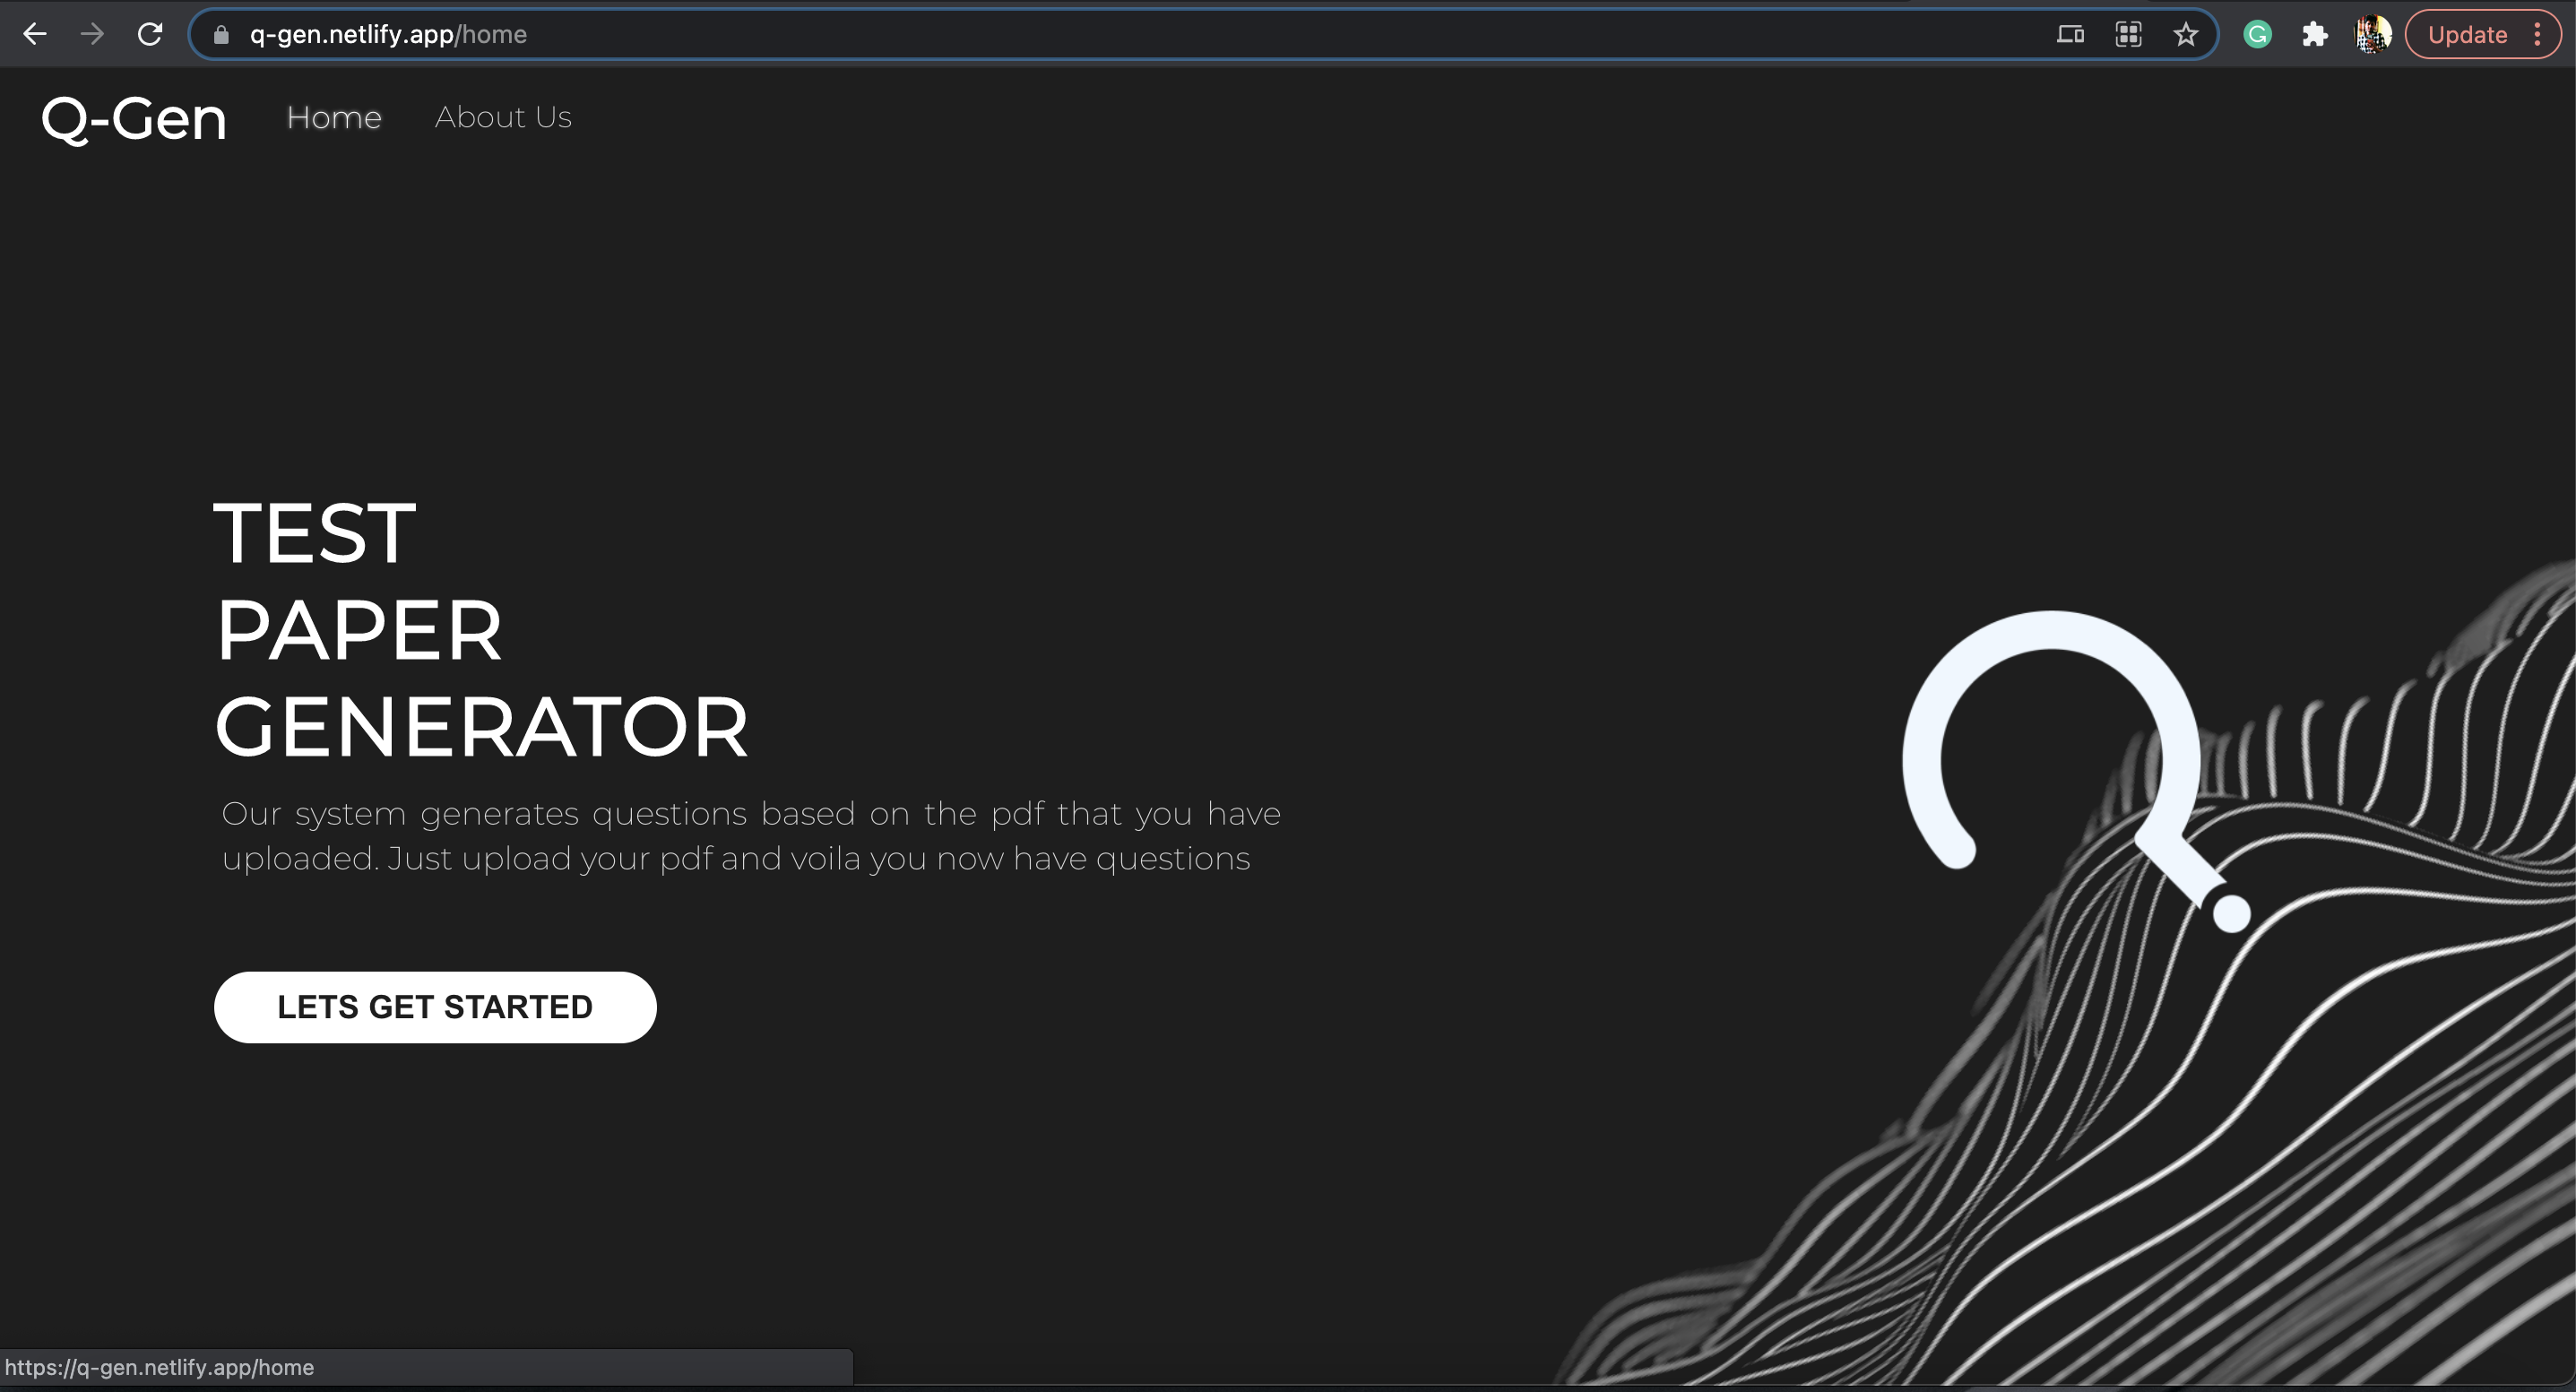 q-gen.netlify.app/home
Update
Q-Gen Home About Us
TEST
PAPER
GENERATOR
Our system generates questions based on the pdf that you have
uploaded. Just upload your pdf and voila you now have questions
LETS GET STARTED
https://q-gen.netlify.app/home